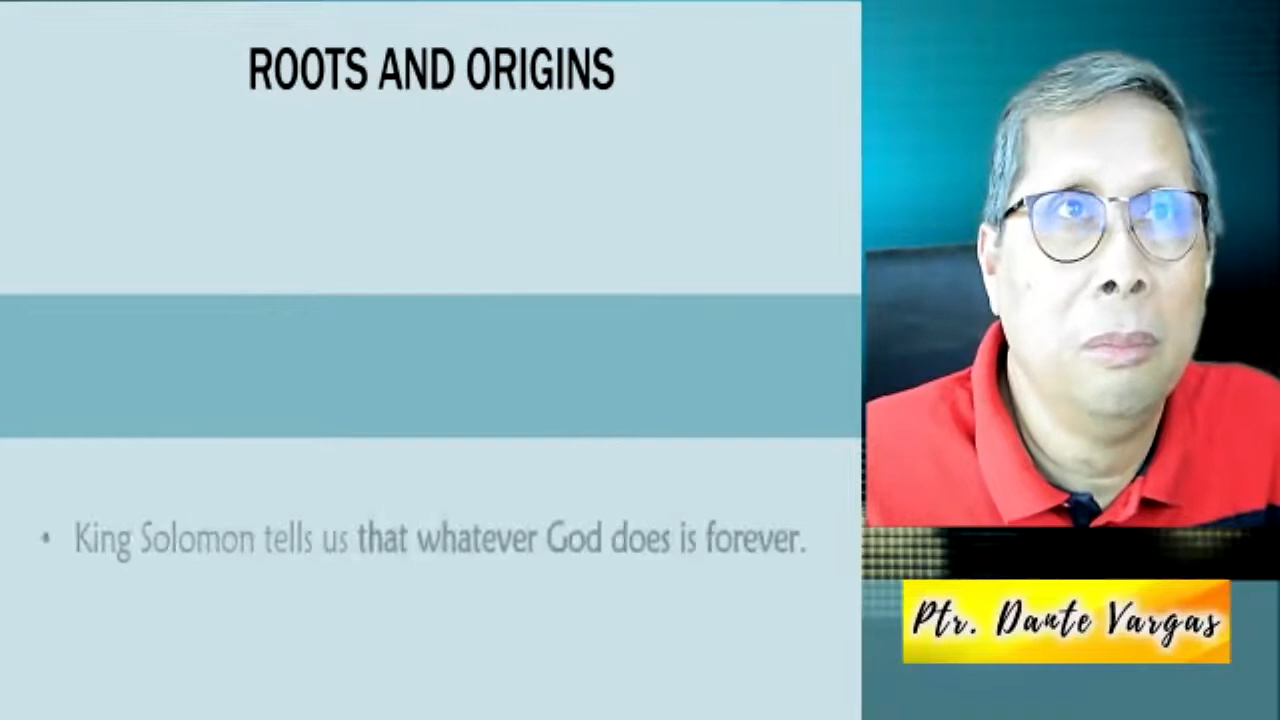 ROOTS AND ORIGINS
• King Solomon tells us that whatever God does is forever.
Ptr. Dante Vargas